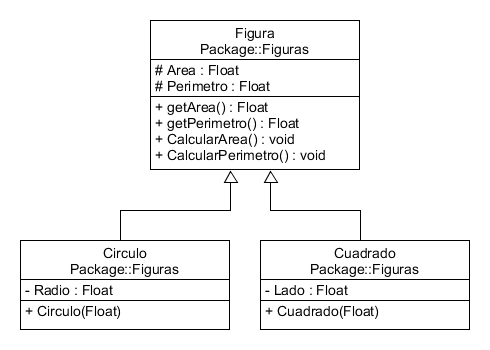 Figura
Package::Figuras
# Area : Float
# Perimetro : Float
+ getArea() : Float
+ getPerimetro() : Float
+ CalcularArea() : void
+ CalcularPerimetro() : void
Circulo
Package::Figuras
- Radio : Float
+ Circulo(Float)
Cuadrado
Package::Figuras
- Lado : Float
+ Cuadrado(Float)